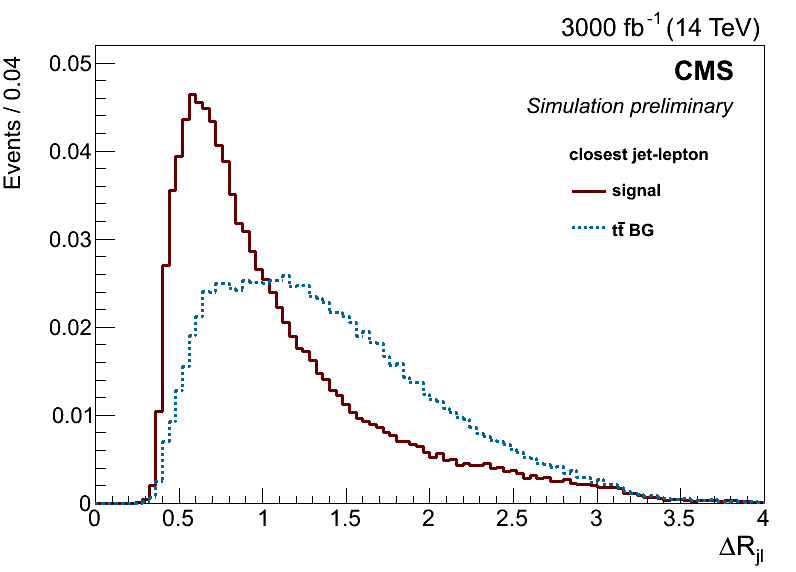 3000 fb⁻¹ (14 TeV)
Events / 0.04
0.05
0.04
0.03
0.02
0.01
0
CMS
Simulation preliminary
closest jet-lepton
signal
tt̄ BG
0 0.5 1 1.5 2 2.5 3 3.5 4
ΔR_jl